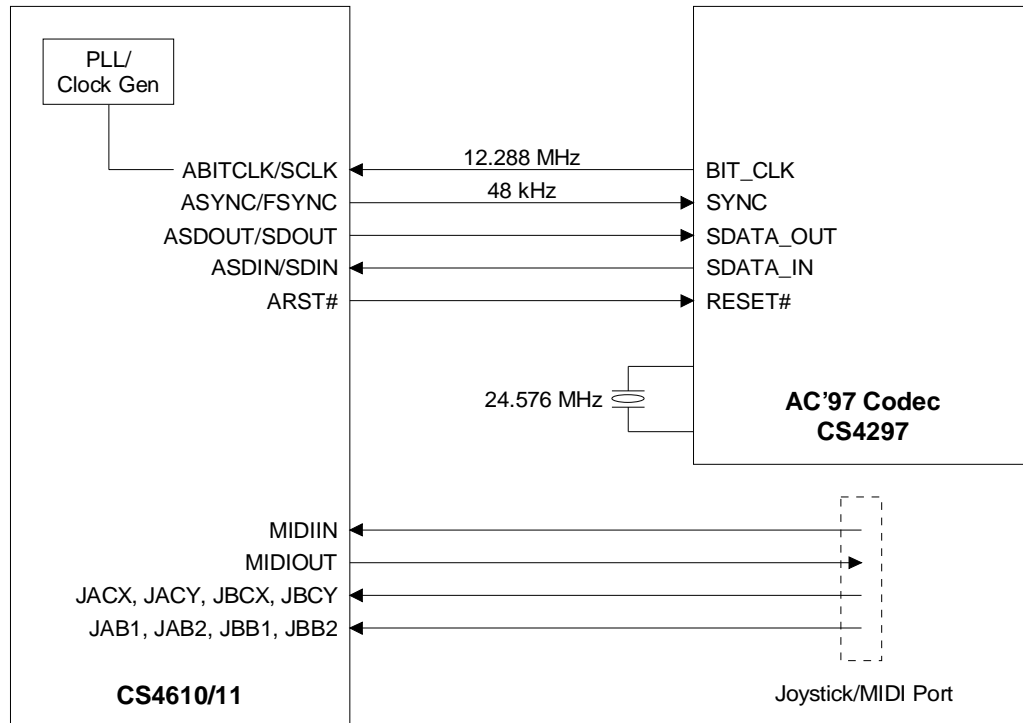 PLL/
Clock Gen
ABITCLK/SCLK
12.288 MHz
BIT_CLK
ASYNC/FSYNC
48 kHz
SYNC
ASDOUT/SDOUT
SDATA_OUT
ASDIN/SDIN
SDATA_IN
ARST#
RESET#
24.576 MHz
AC'97 Codec
CS4297
MIDIIN
MIDIOUT
JACX, JACY, JBCX, JBCY
JAB1, JAB2, JBB1, JBB2
CS4610/11
Joystick/MIDI Port